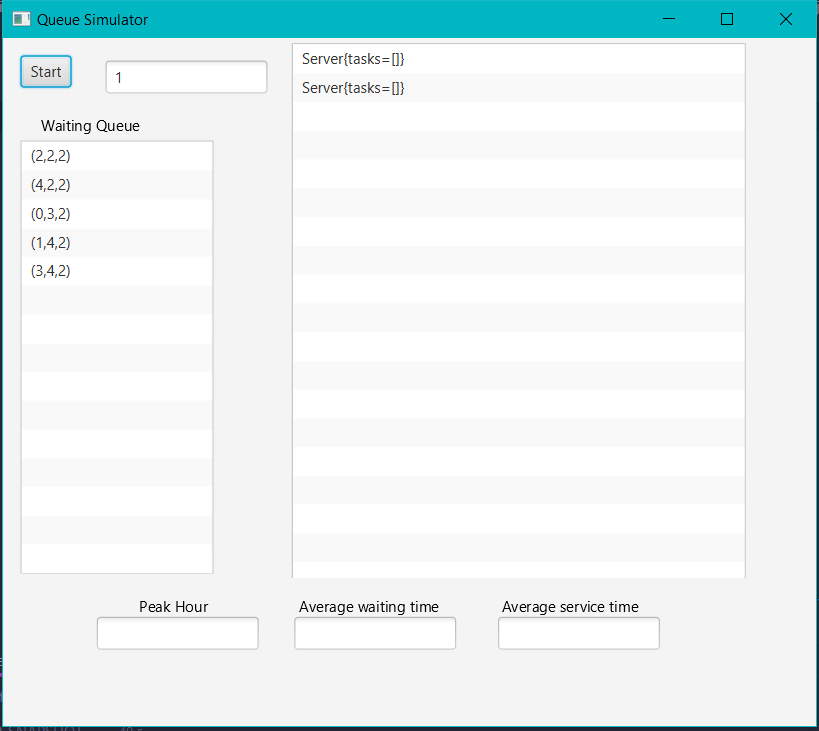 Queue Simulator
Start
1
Server{tasks=[]}
Server{tasks=[]}
Waiting Queue
(2,2,2)
(4,2,2)
(0,3,2)
(1,4,2)
(3,4,2)
Peak Hour
Average waiting time
Average service time